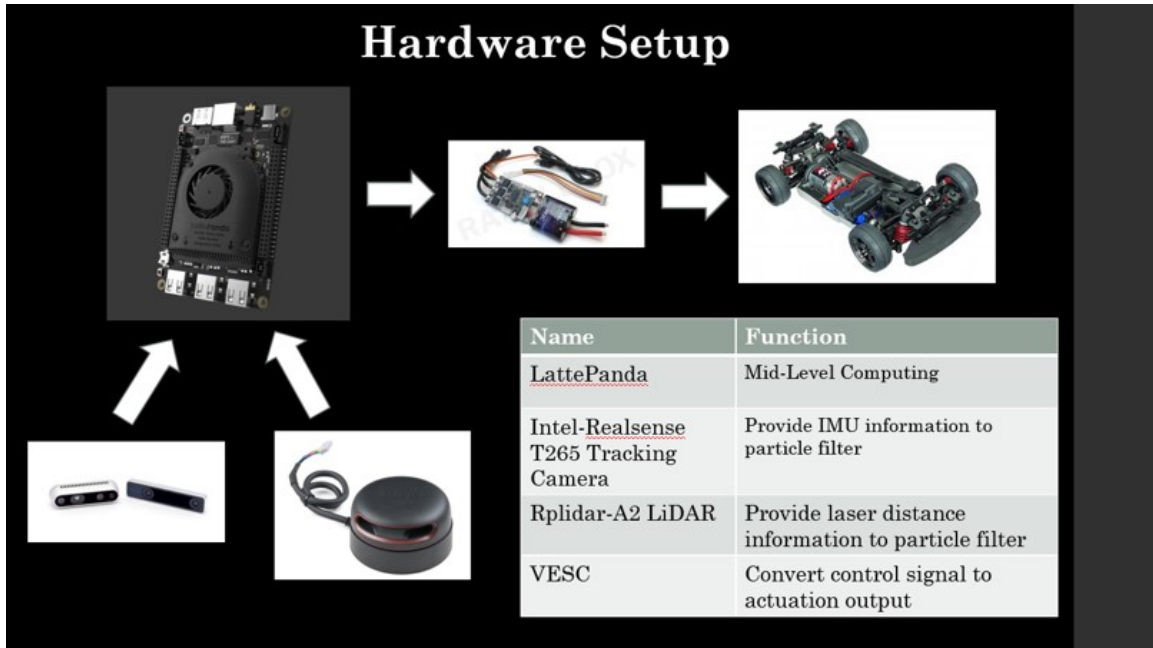 Hardware Setup
Name
Function
LattePanda
Mid-Level Computing
Intel-Realsense
T265 Tracking
Camera
Provide IMU information to
particle filter
Rplidar-A2 LiDAR
Provide laser distance
information to particle filter
VESC
Convert control signal to
actuation output